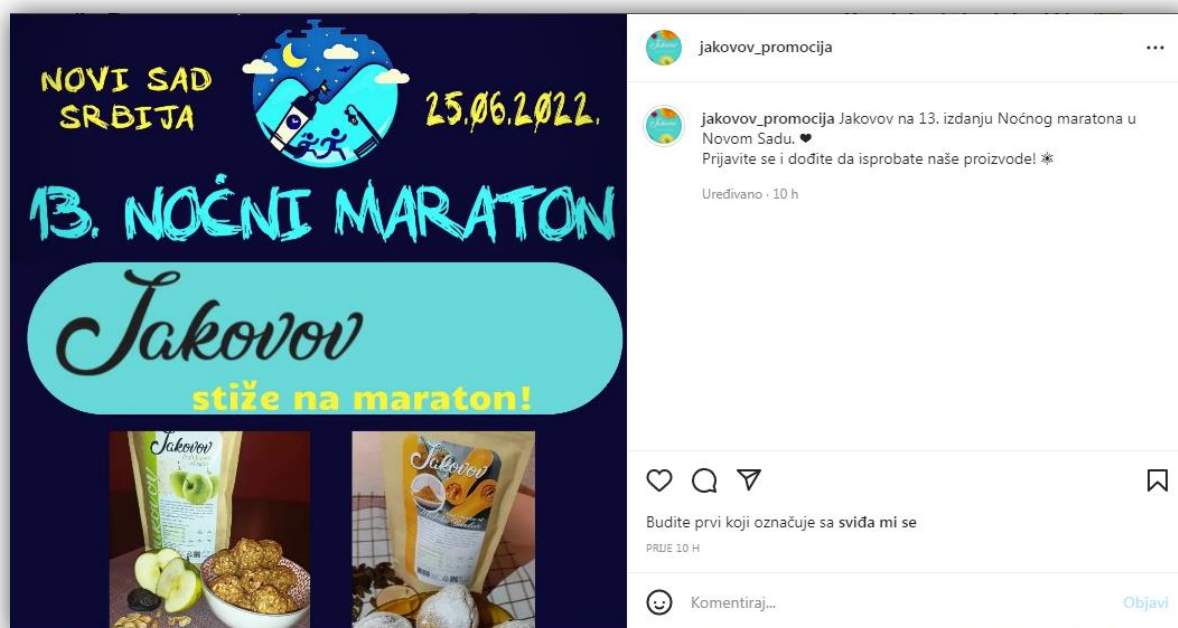 NOVI SAD
SRBIJA
25.06.2022.
13. NOĆNI MARATON
Jakovov
stiže na maraton!
Jakovov
Jakovov
jakovov_promocija
jakovov_promocija Jakovov na 13. izdanju Noćnog maratona u
Novom Sadu. ❤
Prijavite se i dođite da isprobate naše proizvode! ☀
Uređivano · 10 h
Budite prvi koji označuje sa sviđa mi se
PRIJE 10 H
Komentiraj...
Objavi